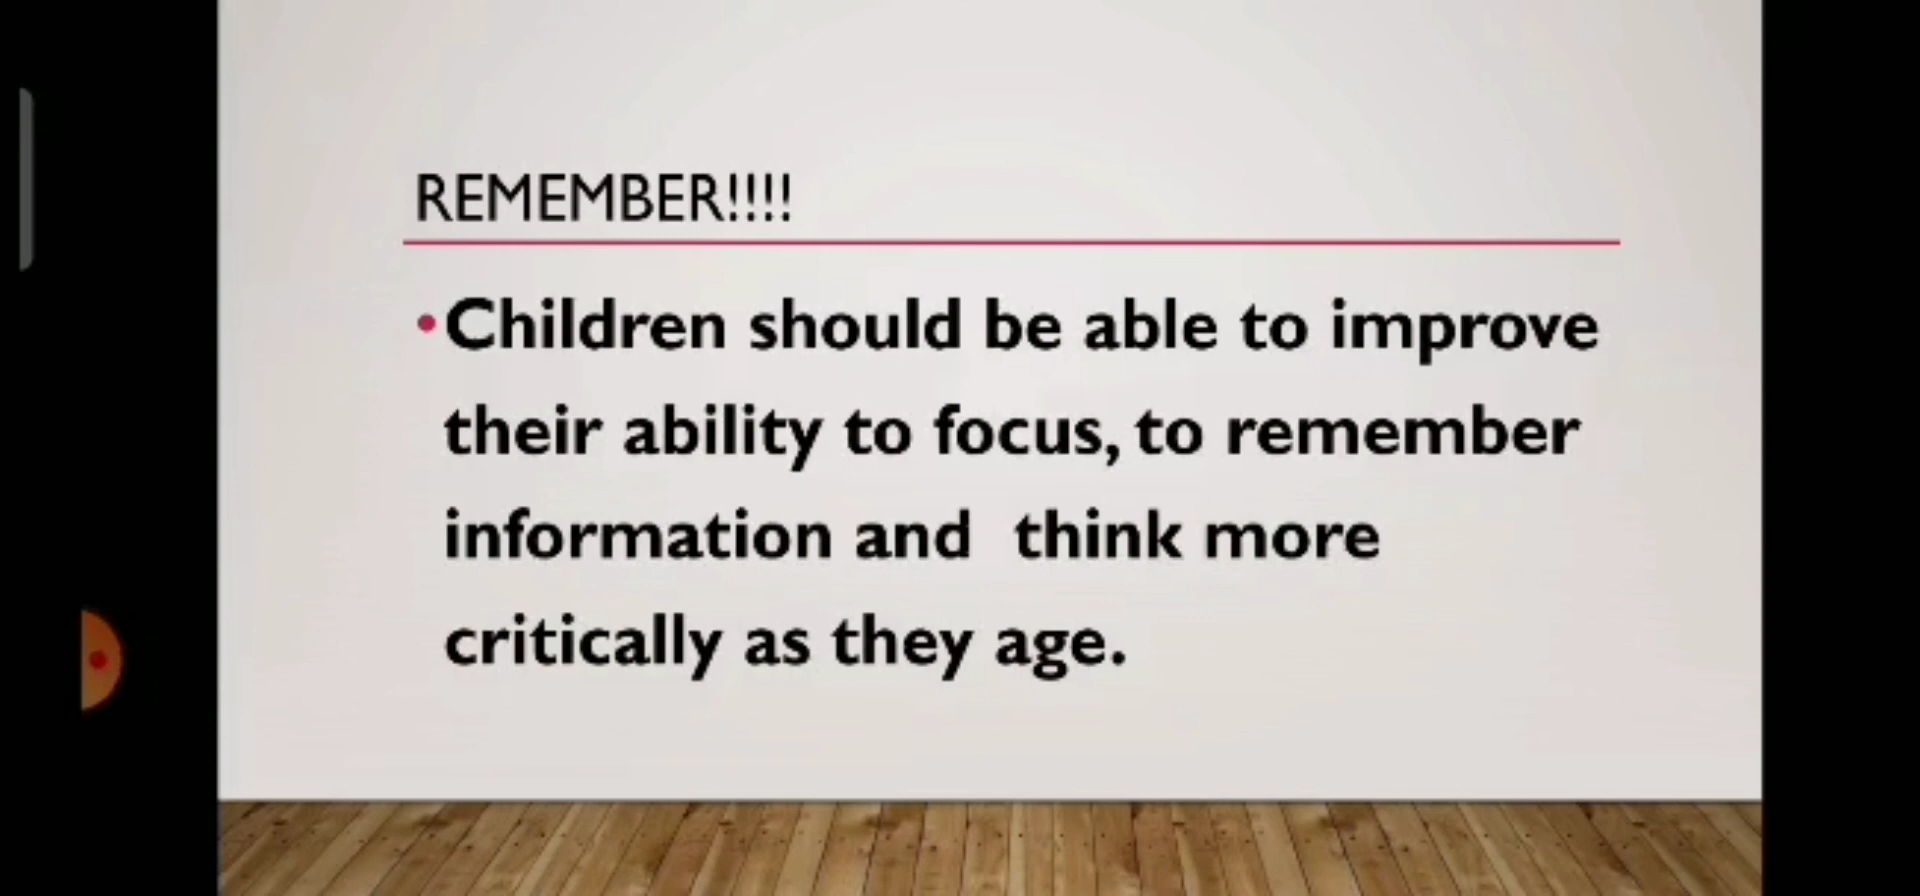 REMEMBER!!!!
•Children should be able to improve
their ability to focus, to remember
information and  think more
critically as they age.